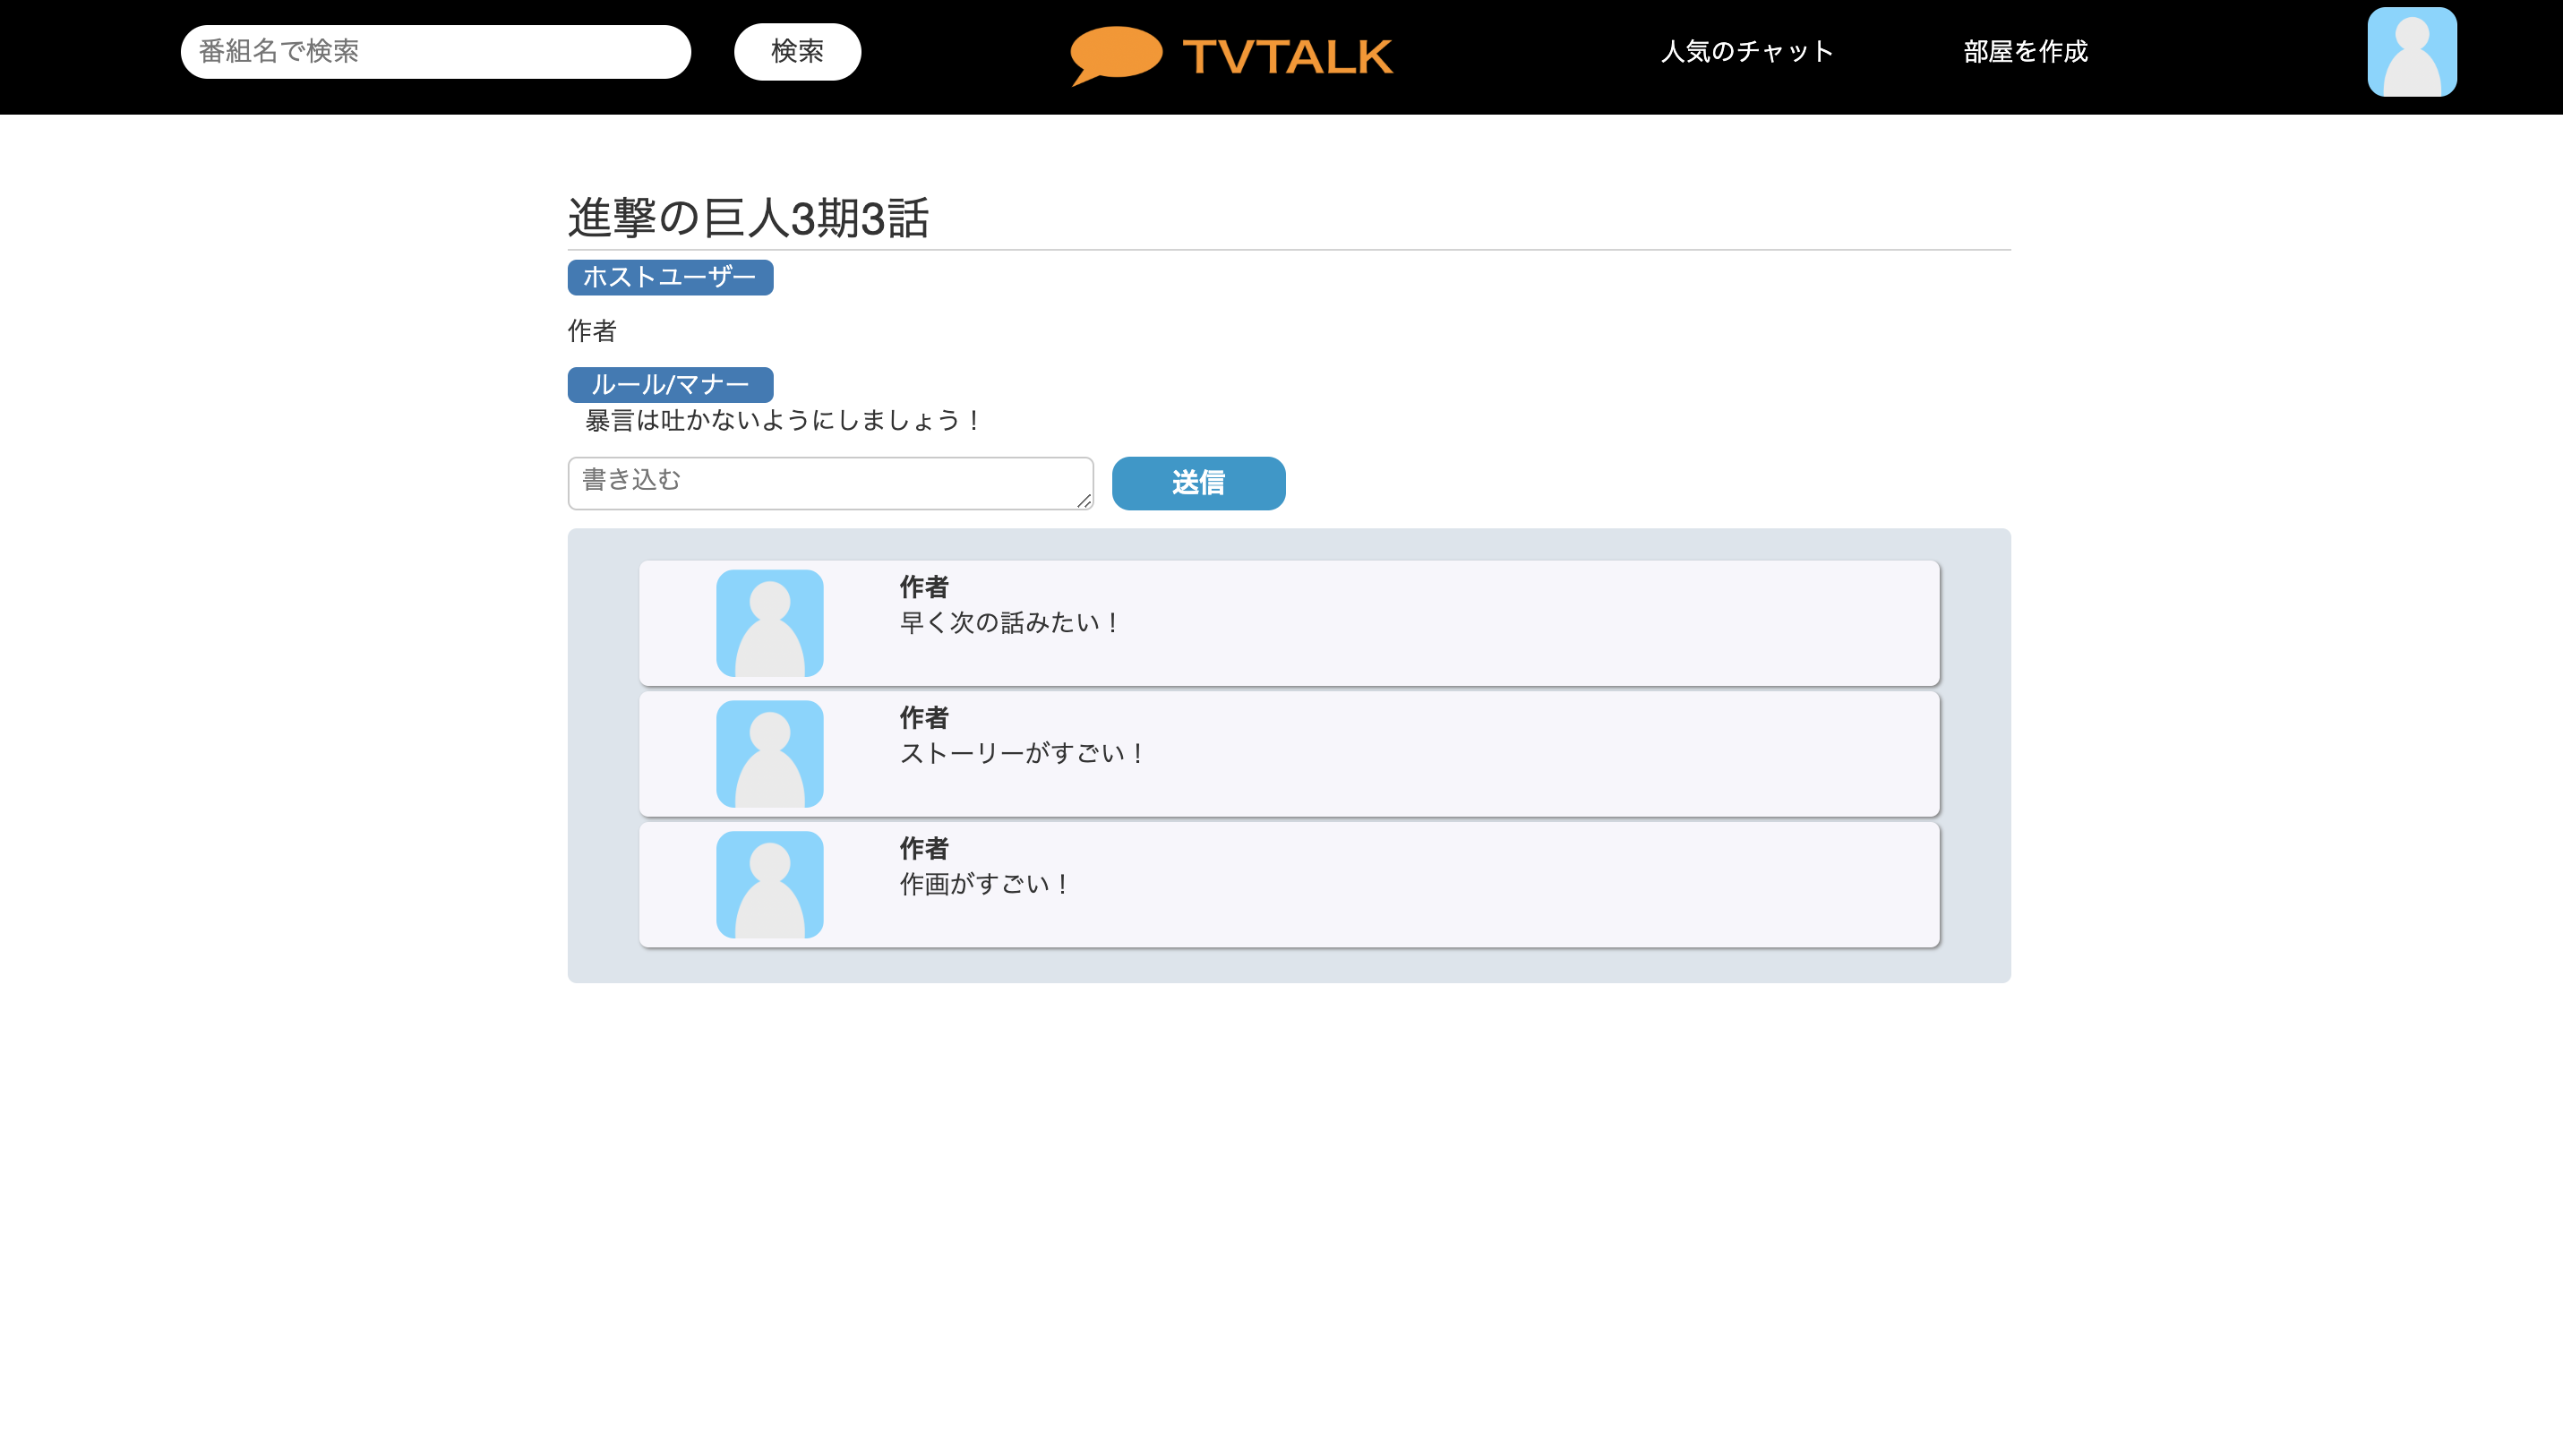 番組名で検索
検索
TVTALK
人気のチャット
部屋を作成
進撃の巨人3期3話
ホストユーザー
作者
ルール/マナー
暴言は吐かないようにしましょう！
書き込む
送信
作者
早く次の話みたい！
作者
ストーリーがすごい！
作者
作画がすごい！